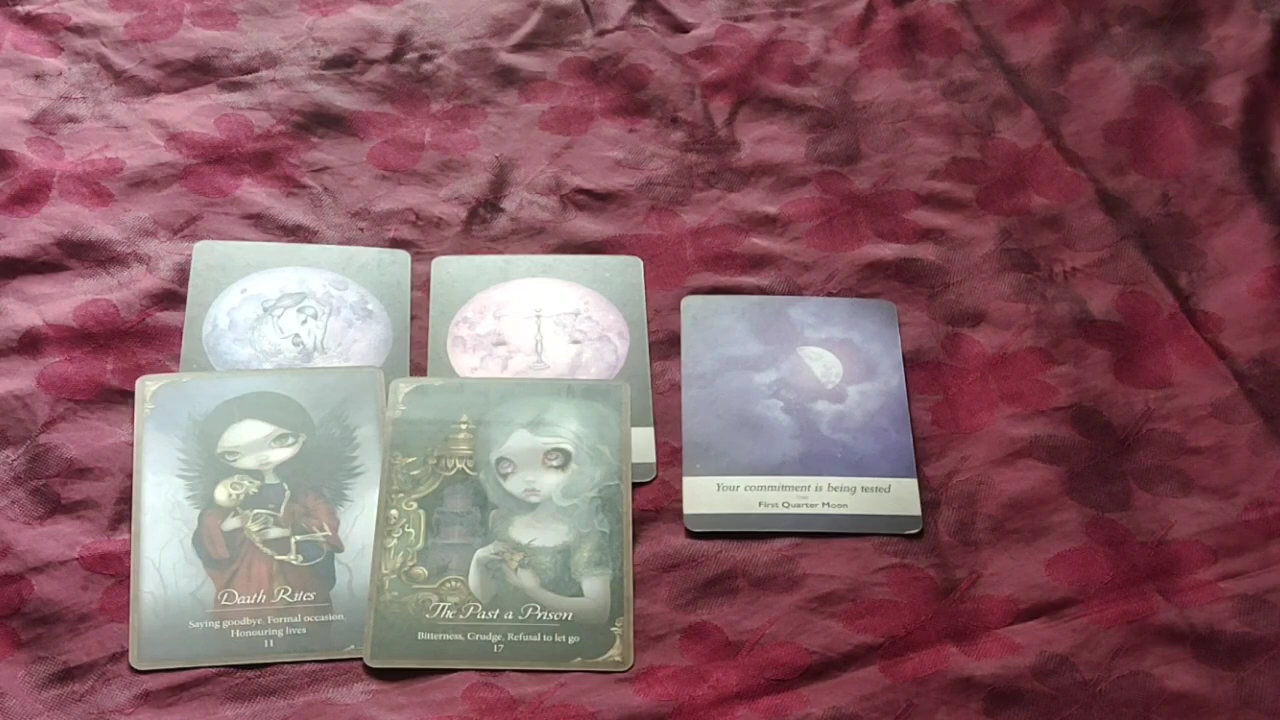 Your commitment is being tested
First Quarter Moon
Death Rites
Saying goodbye, Formal occasion,
Honouring lives
11
The Past a Prison
Bitterness, Grudge, Refusal to let go
17